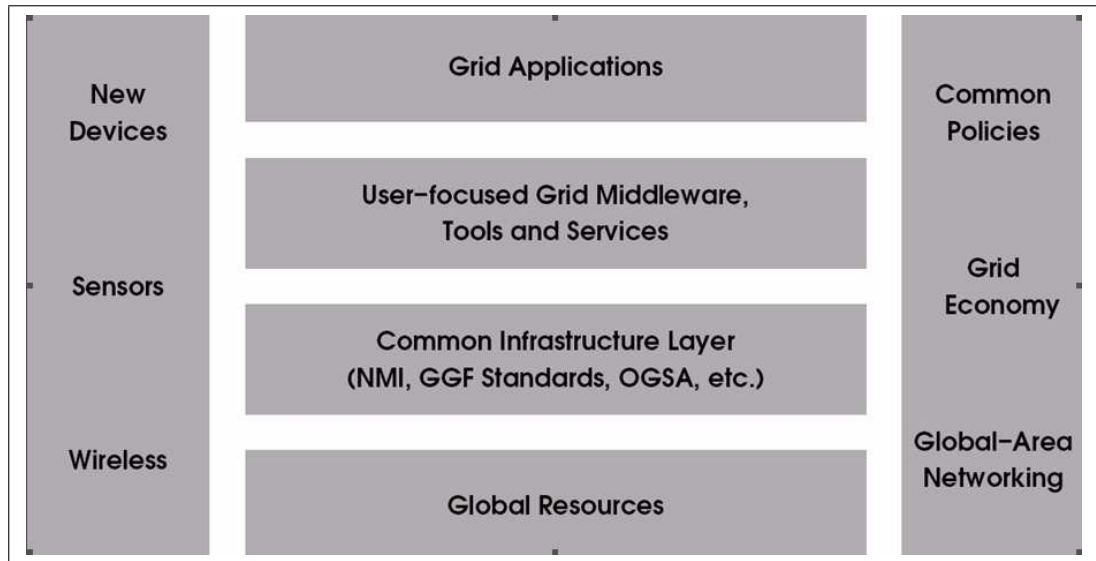 New
Devices
Sensors
Wireless
Grid Applications
User-focused Grid Middleware,
Tools and Services
Common Infrastructure Layer
(NMI, GGF Standards, OGSA, etc.)
Global Resources
Common
Policies
Grid
Economy
Global-Area
Networking